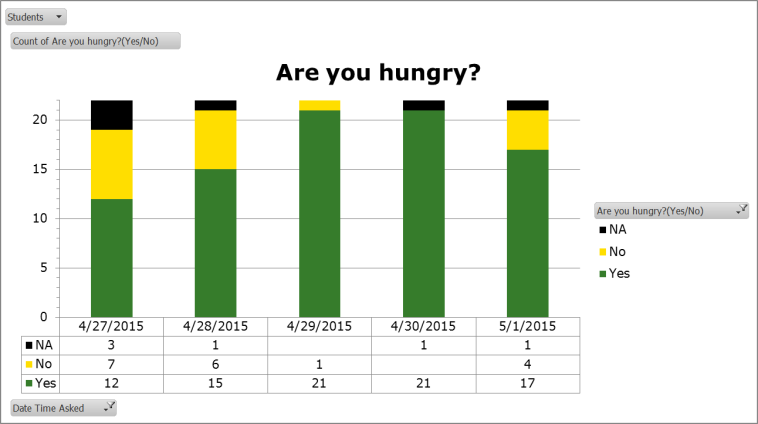 Students
Count of Are you hungry?(Yes/No)
Are you hungry?
20
15
10
5
0
Are you hungry?(Yes/No)
NA
No
Yes
4/27/2015 4/28/2015 4/29/2015 4/30/2015 5/1/2015
NA 3 1 1 1
No 7 6 1 4
Yes 12 15 21 21 17
Date Time Asked